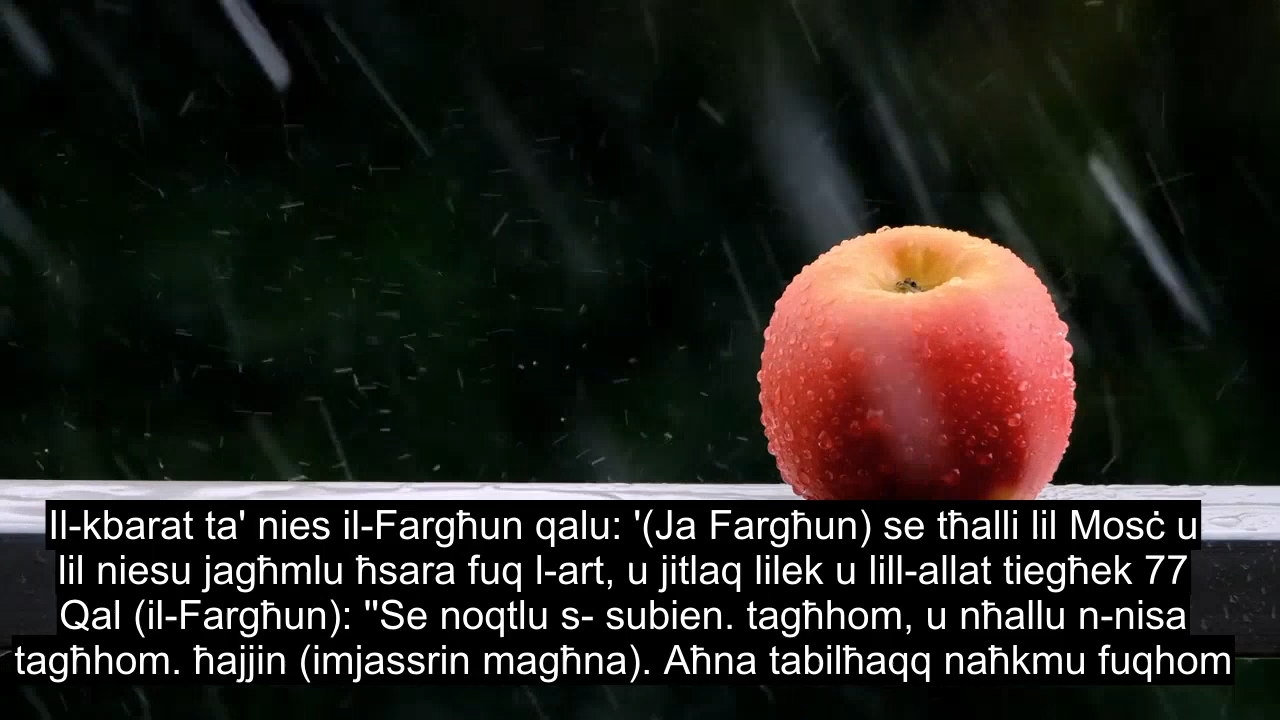 Il-kbarat ta' nies il-Fargħun qalu: '(Ja Fargħun) se tħalli lil Mosċ u
lil niesu jagħmlu ħsara fuq l-art, u jitlaq lilek u lill-allat tiegħek 77
Qal (il-Fargħun): "Se noqtlu s- subien. tagħhom, u nħallu n-nisa
tagħħom. ħajjin (imjassrin magħna). Aħna tabilħaqq naħkmu fuqhom